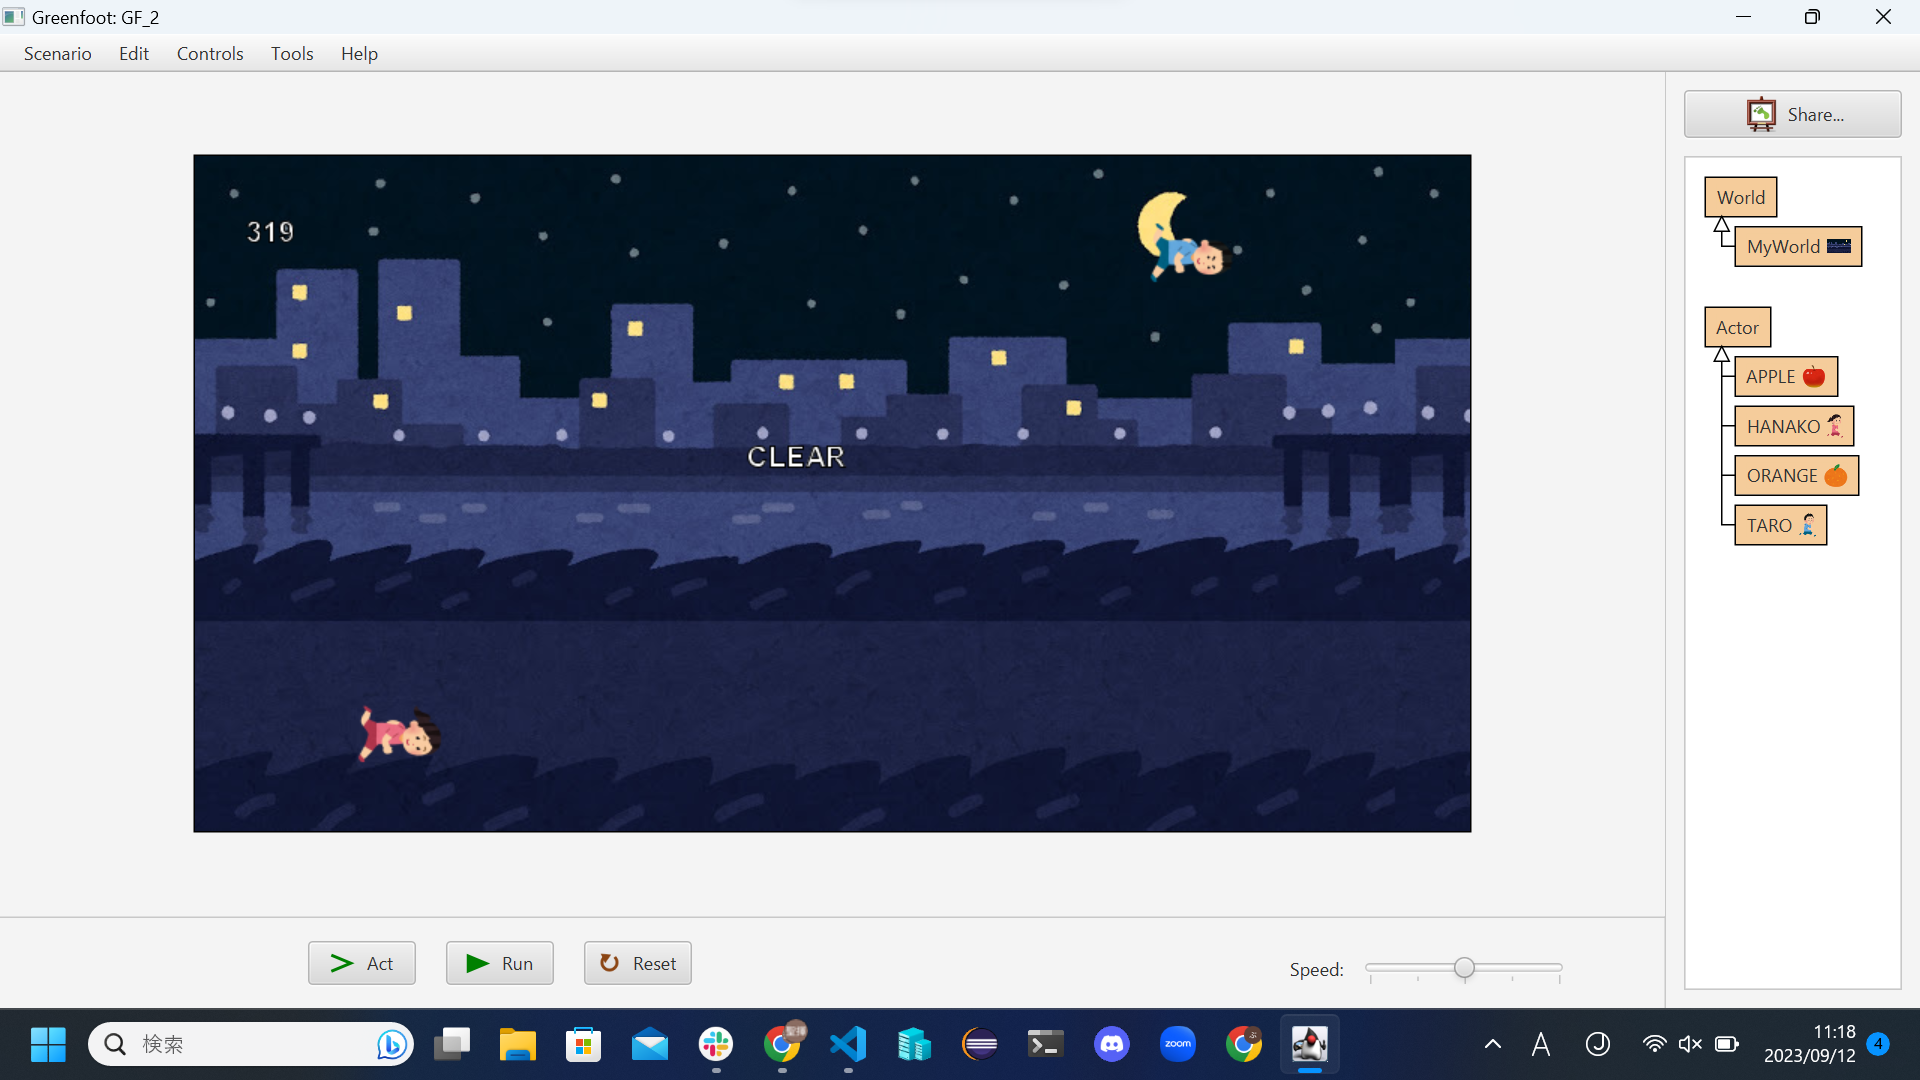 Greenfoot: GF_2
Scenario Edit Controls Tools Help
Share...
319
CLEAR
World
MyWorld
Actor
APPLE
HANAKO
ORANGE
TARO
Act Run Reset Speed:
検索
zoom
A
J
11:18
2023/09/12
4